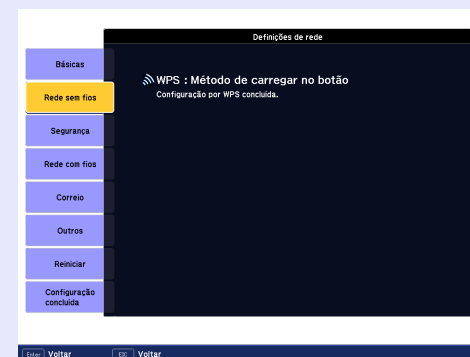 Definições de rede
Básicas
WPS : Método de carregar no botão
Configuração por WPS concluída.
Rede sem fios
Segurança
Rede com fios
Correio
Outros
Reiniciar
Configuração
concluída
Enter Voltar ESC Voltar